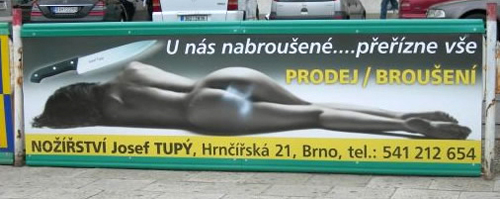 U nás nabroušené....přeřízne vše
PRODEJ / BROUŠENÍ
NOŽÍŘSTVÍ Josef TUPÝ, Hrnčířská 21, Brno, tel.: 541 212 654